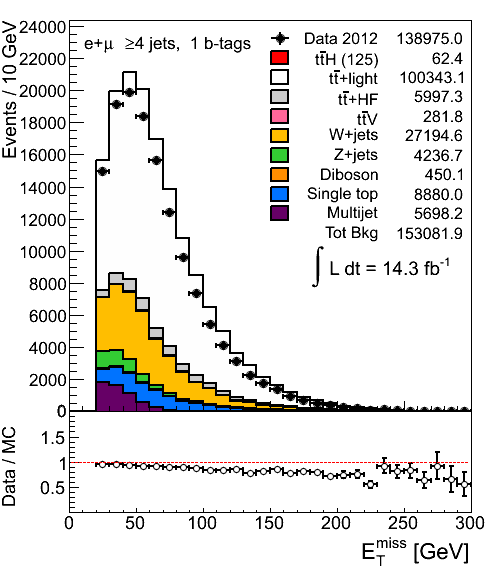 e+μ ≥4 jets, 1 b-tags
Data 2012 138975.0
tt̄H (125) 62.4
tt̄+light 100343.1
tt̄+HF 5997.3
tt̄V 281.8
W+jets 27194.6
Z+jets 4236.7
Diboson 450.1
Single top 8880.0
Multijet 5698.2
Tot Bkg 153081.9
∫ L dt = 14.3 fb⁻¹
Events / 10 GeV
24000
22000
20000
18000
16000
14000
12000
10000
8000
6000
4000
2000
0
Data / MC
1.5
1
0.5
0 50 100 150 200 250 300
E_T^miss [GeV]